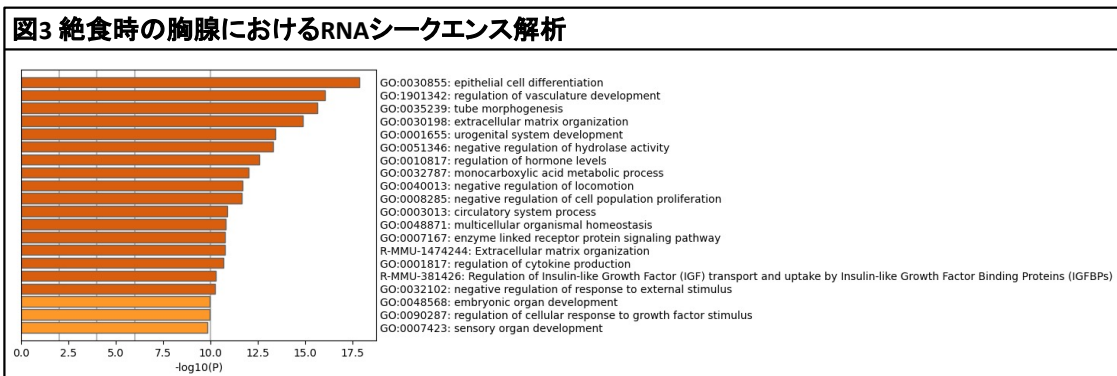 図3 絶食時の胸腺におけるRNAシークエンス解析
GO:0030855: epithelial cell differentiation
GO:1901342: regulation of vasculature development
GO:0035239: tube morphogenesis
GO:0030198: extracellular matrix organization
GO:0001655: urogenital system development
GO:0051346: negative regulation of hydrolase activity
GO:0010817: regulation of hormone levels
GO:0032787: monocarboxylic acid metabolic process
GO:0040013: negative regulation of locomotion
GO:0008285: negative regulation of cell population proliferation
GO:0003013: circulatory system process
GO:0048871: multicellular organismal homeostasis
GO:0007167: enzyme linked receptor protein signaling pathway
R-MMU-1474244: Extracellular matrix organization
GO:0001817: regulation of cytokine production
R-MMU-381426: Regulation of Insulin-like Growth Factor (IGF) transport and uptake by Insulin-like Growth Factor Binding Proteins (IGFBPs)
GO:0032102: negative regulation of response to external stimulus
GO:0048568: embryonic organ development
GO:0090287: regulation of cellular response to growth factor stimulus
GO:0007423: sensory organ development
0.0 2.5 5.0 7.5 10.0 12.5 15.0 17.5
-log10(P)